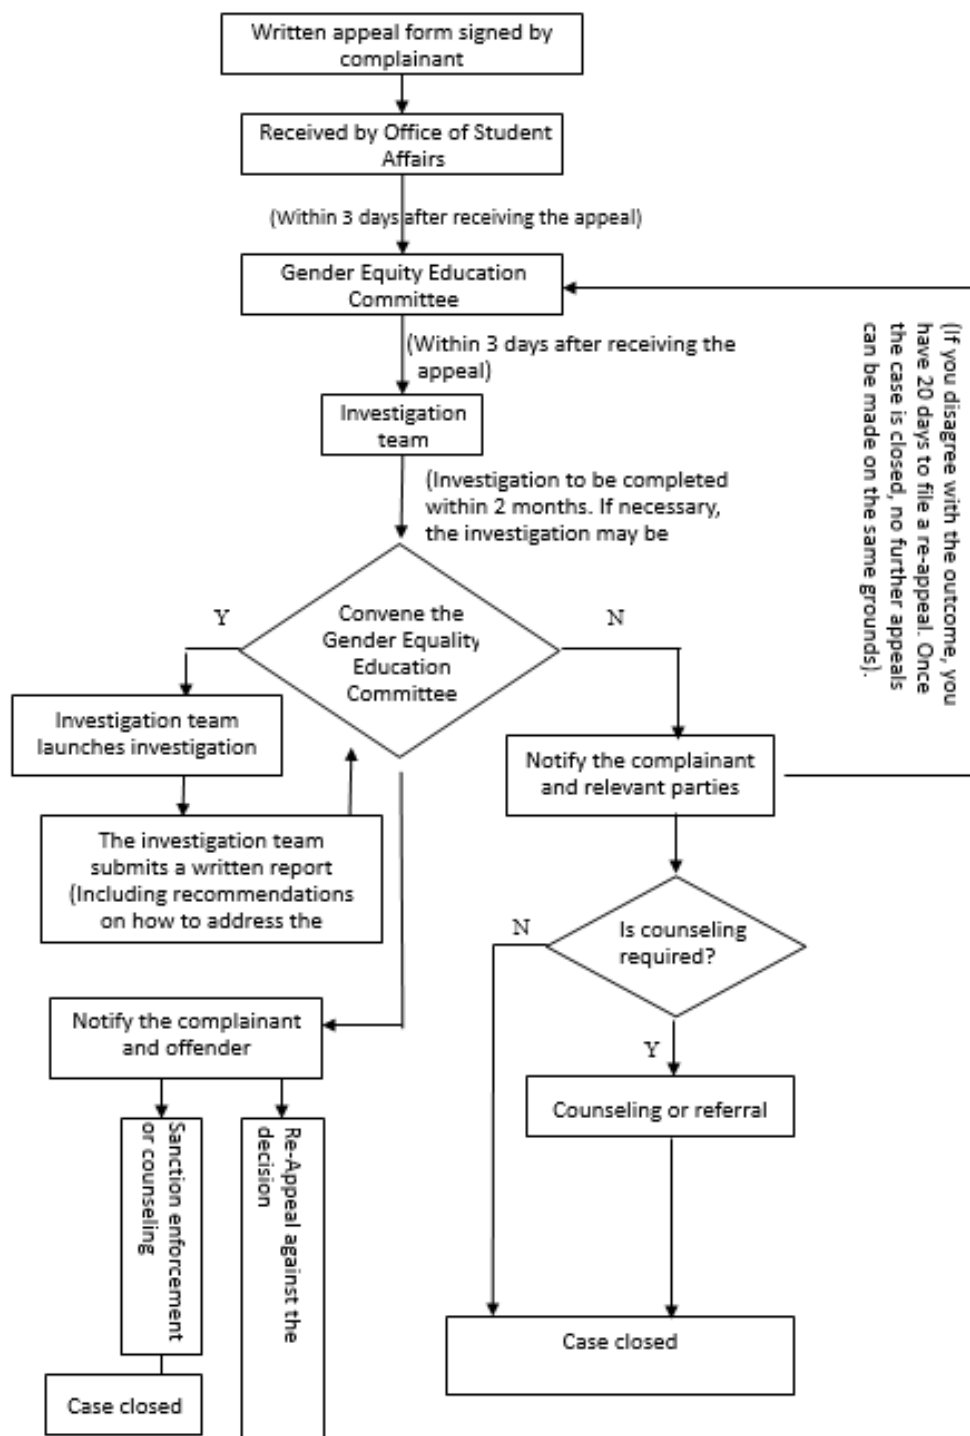 Written appeal form signed by
complainant
Received by Office of Student
Affairs
(Within 3 days after receiving the appeal)
Gender Equity Education
Committee
(Within 3 days after receiving the
appeal)
Investigation
team
(Investigation to be completed
within 2 months. If necessary,
the investigation may be
(If you disagree with the outcome, you
have 20 days to file a re-appeal. Once
the case is closed, no further appeals
can be made on the same grounds).
Y
Convene the
Gender Equality
Education
Committee
N
Investigation team
launches investigation
Notify the complainant
and relevant parties
The investigation team
submits a written report
(Including recommendations
on how to address the
N
Is counseling
required?
Notify the complainant
and offender
Y
Counseling or referral
Sanction enforcement
or counseling
Re-Appeal against the
decision
Case closed
Case closed